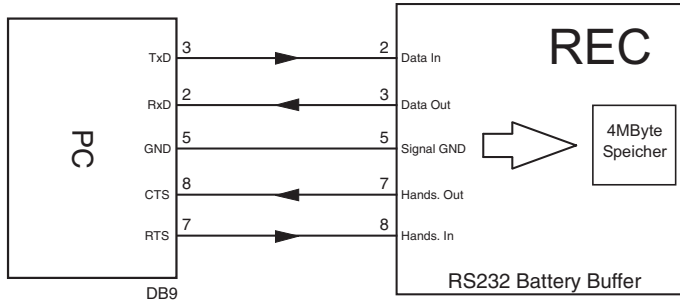 REC
TxD 3 2 Data In
RxD 2 3 Data Out
PC
GND 5 5 Signal GND
4MByte
Speicher
CTS 8 7 Hands. Out
RTS 7 8 Hands. In
RS232 Battery Buffer
DB9